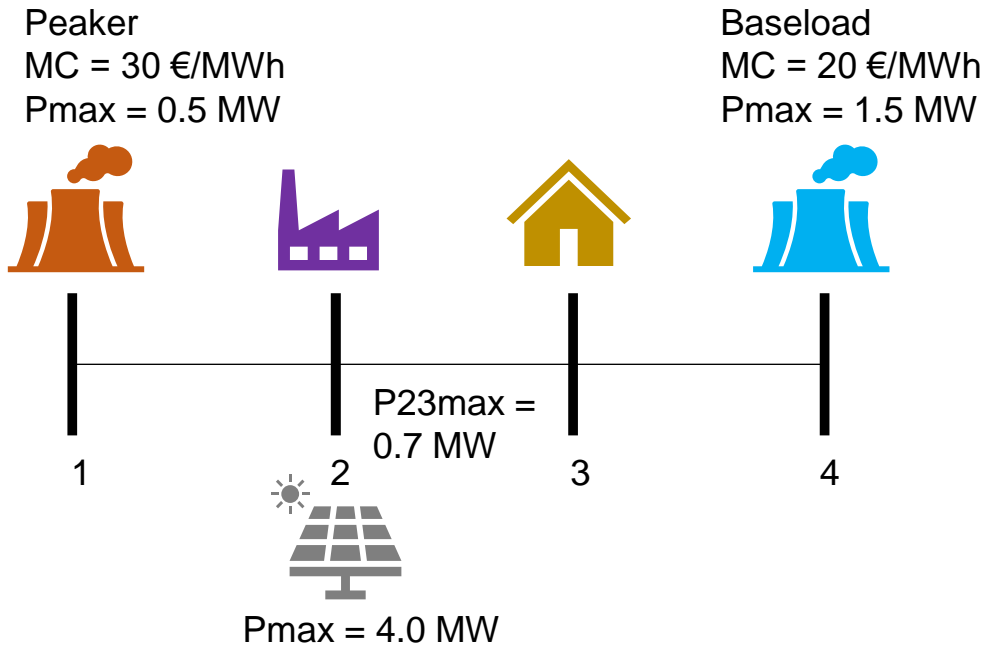 Peaker
MC = 30 €/MWh
Pmax = 0.5 MW
Baseload
MC = 20 €/MWh
Pmax = 1.5 MW
P23max =
0.7 MW
1
2
3
4
Pmax = 4.0 MW